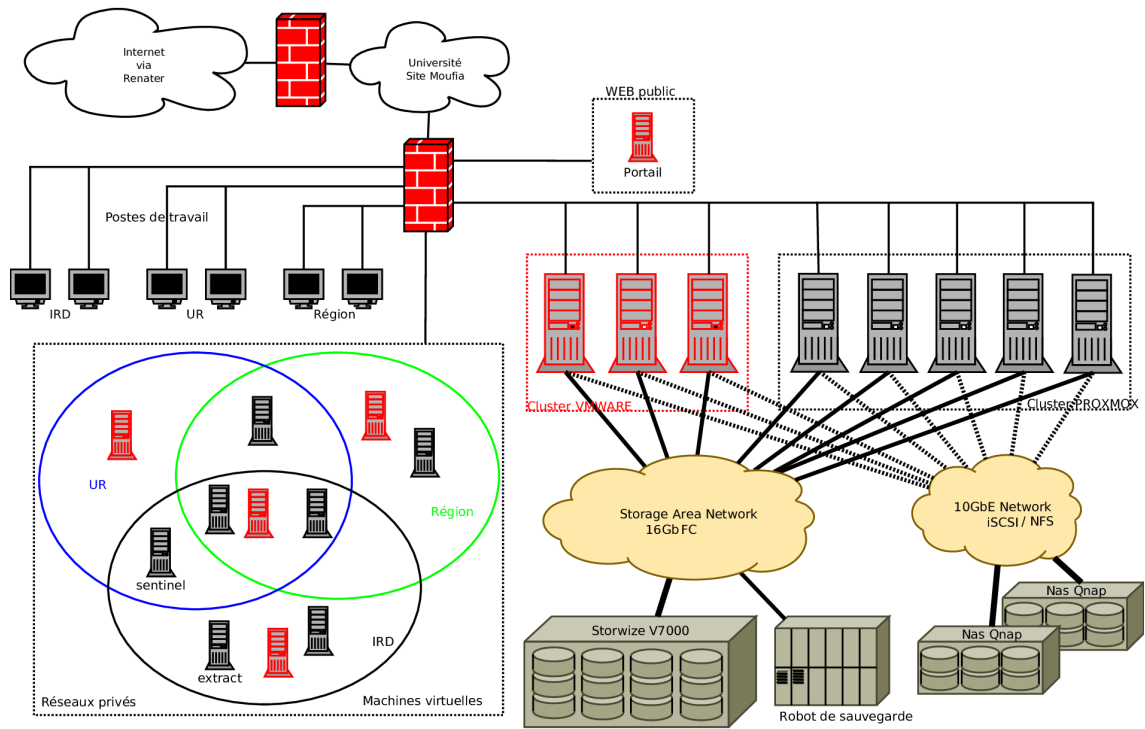 Internet
via
Renater
Université
Site Moufia
WEB public
Portail
Postes de travail
IRD
UR
Région
Cluster VMWARE
Cluster PROXMOX
UR
Région
sentinel
IRD
extract
Réseaux privés
Machines virtuelles
Storage Area Network
16Gb FC
10GbE Network
iSCSI / NFS
Storwize V7000
Robot de sauvegarde
Nas Qnap
Nas Qnap